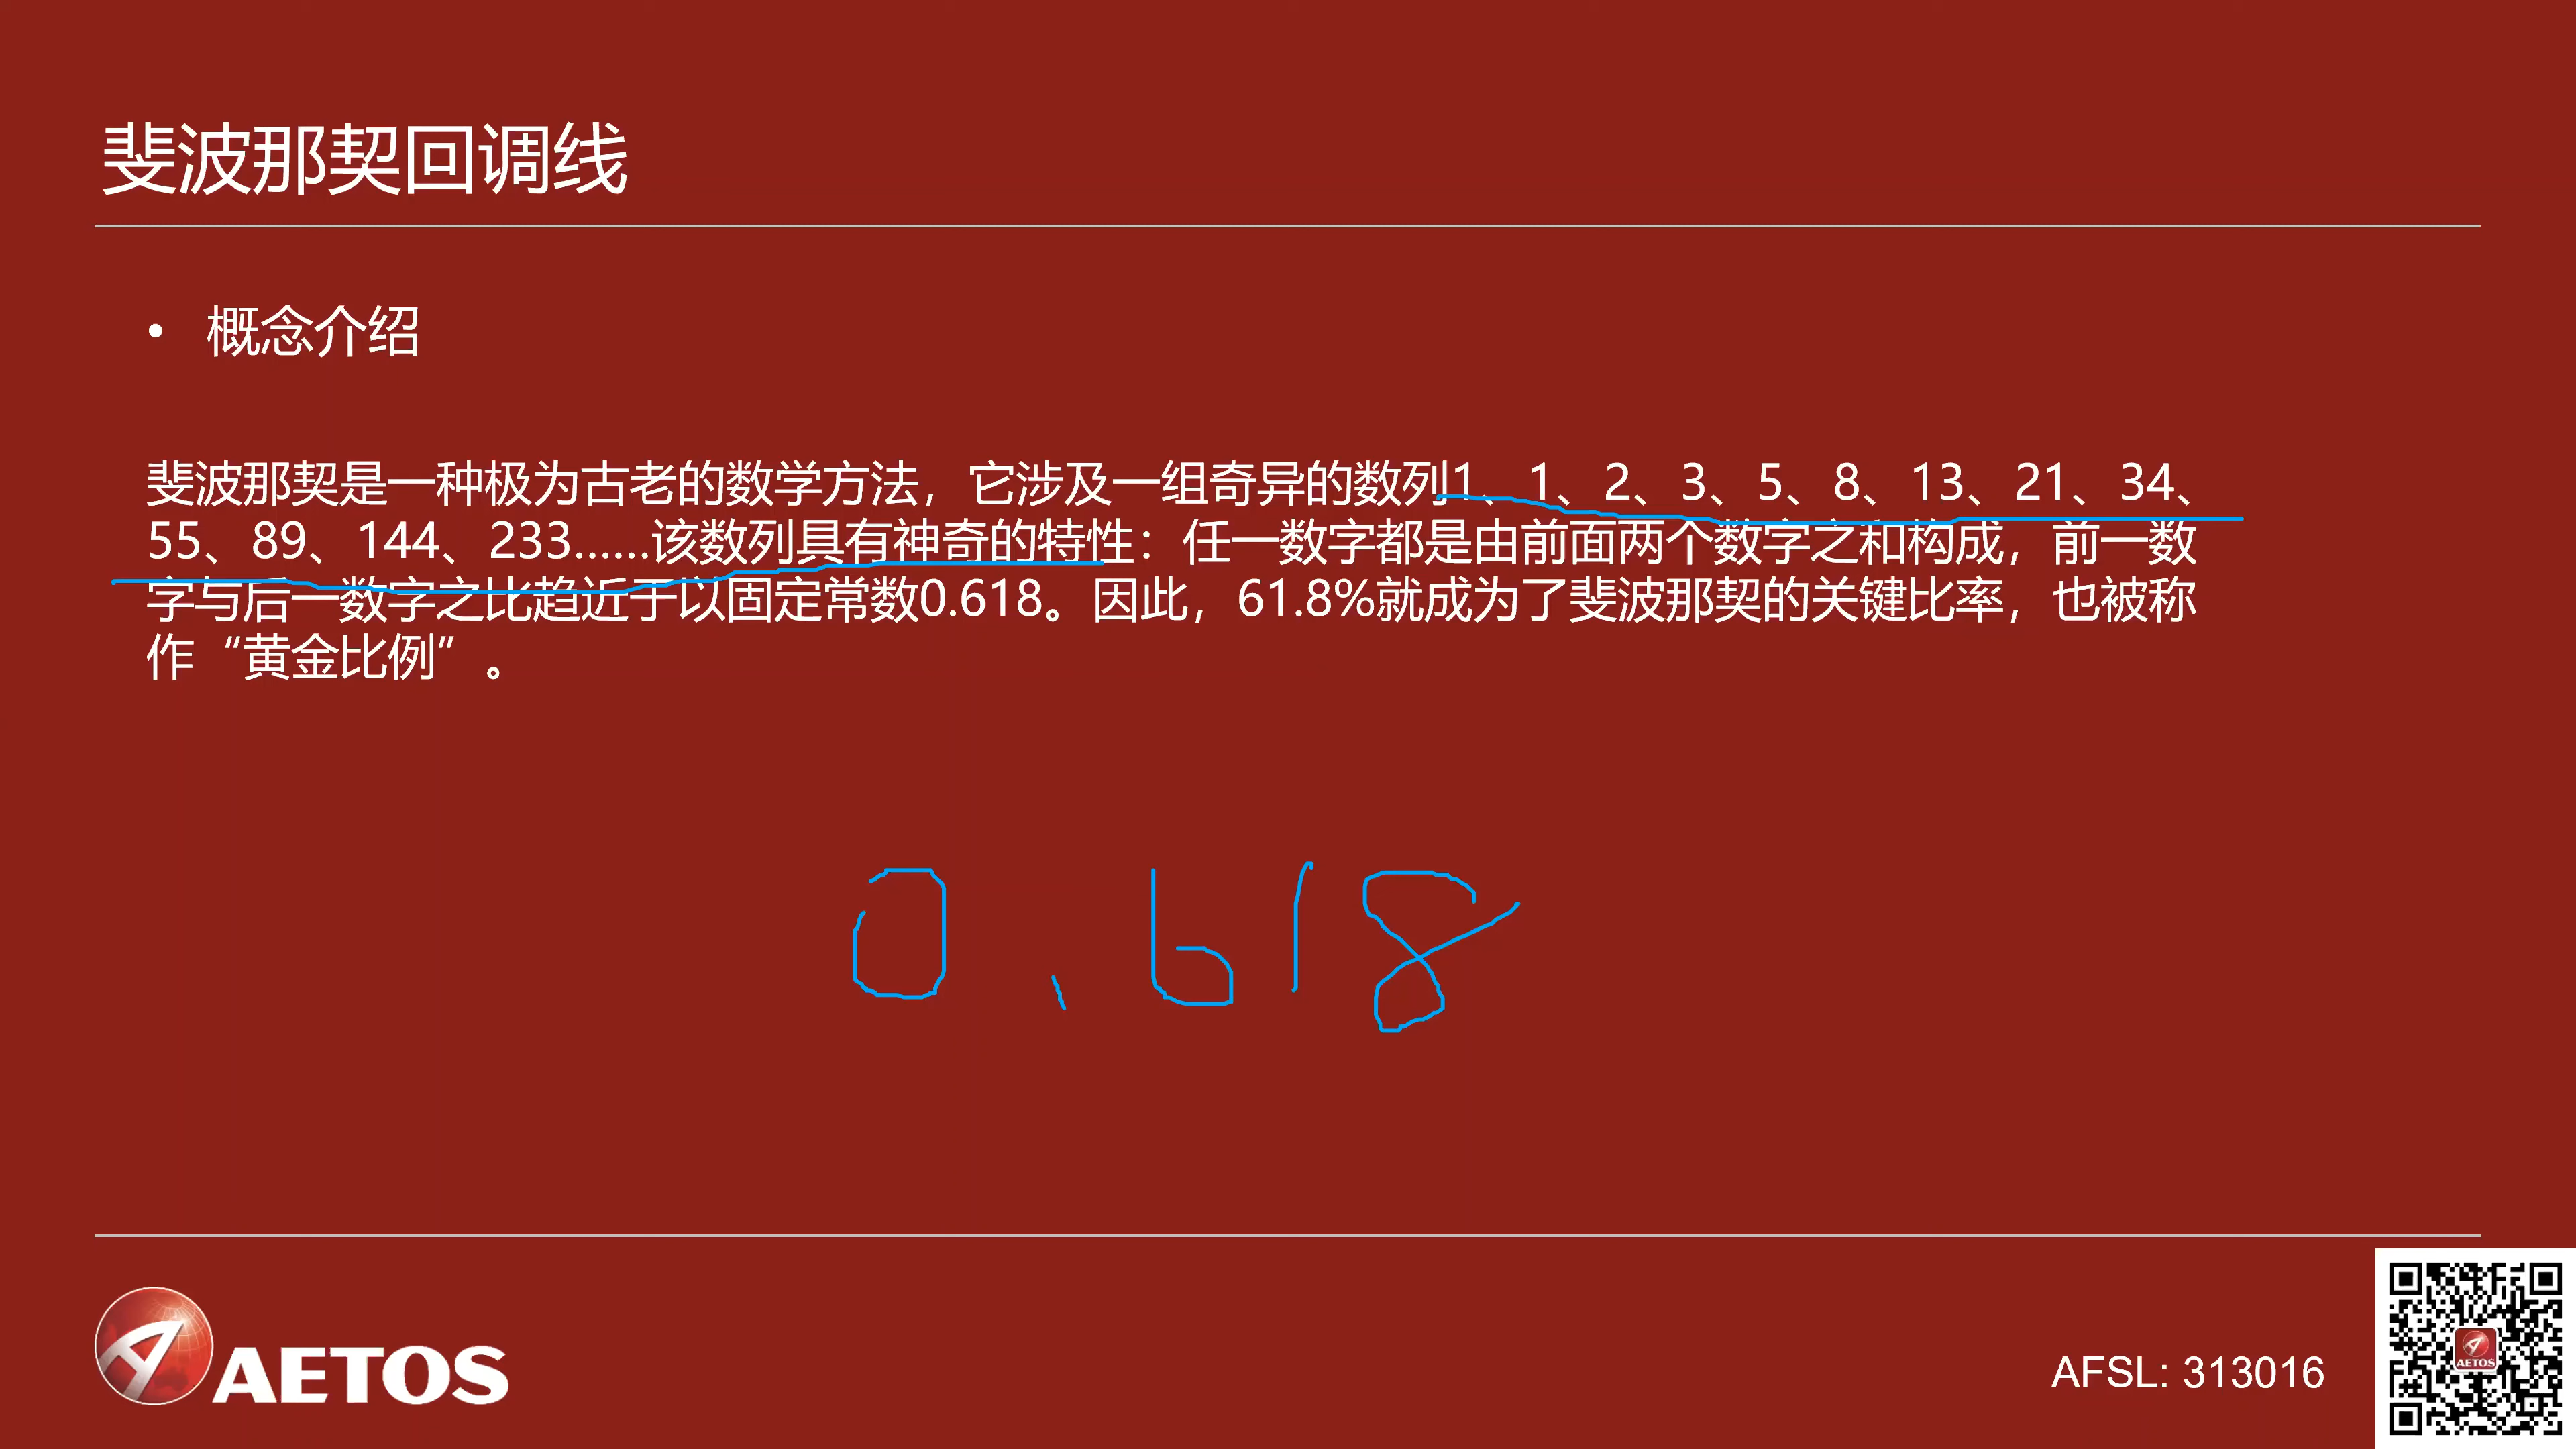 斐波那契回调线
• 概念介绍
斐波那契是一种极为古老的数学方法，它涉及一组奇异的数列1、1、2、3、5、8、13、21、34、
55、89、144、233……该数列具有神奇的特性：任一数字都是由前面两个数字之和构成，前一数
字与后一数字之比趋近于以固定常数0.618。因此，61.8%就成为了斐波那契的关键比率，也被称
作“黄金比例”。
0.618
AETOS
AFSL: 313016
AETOS